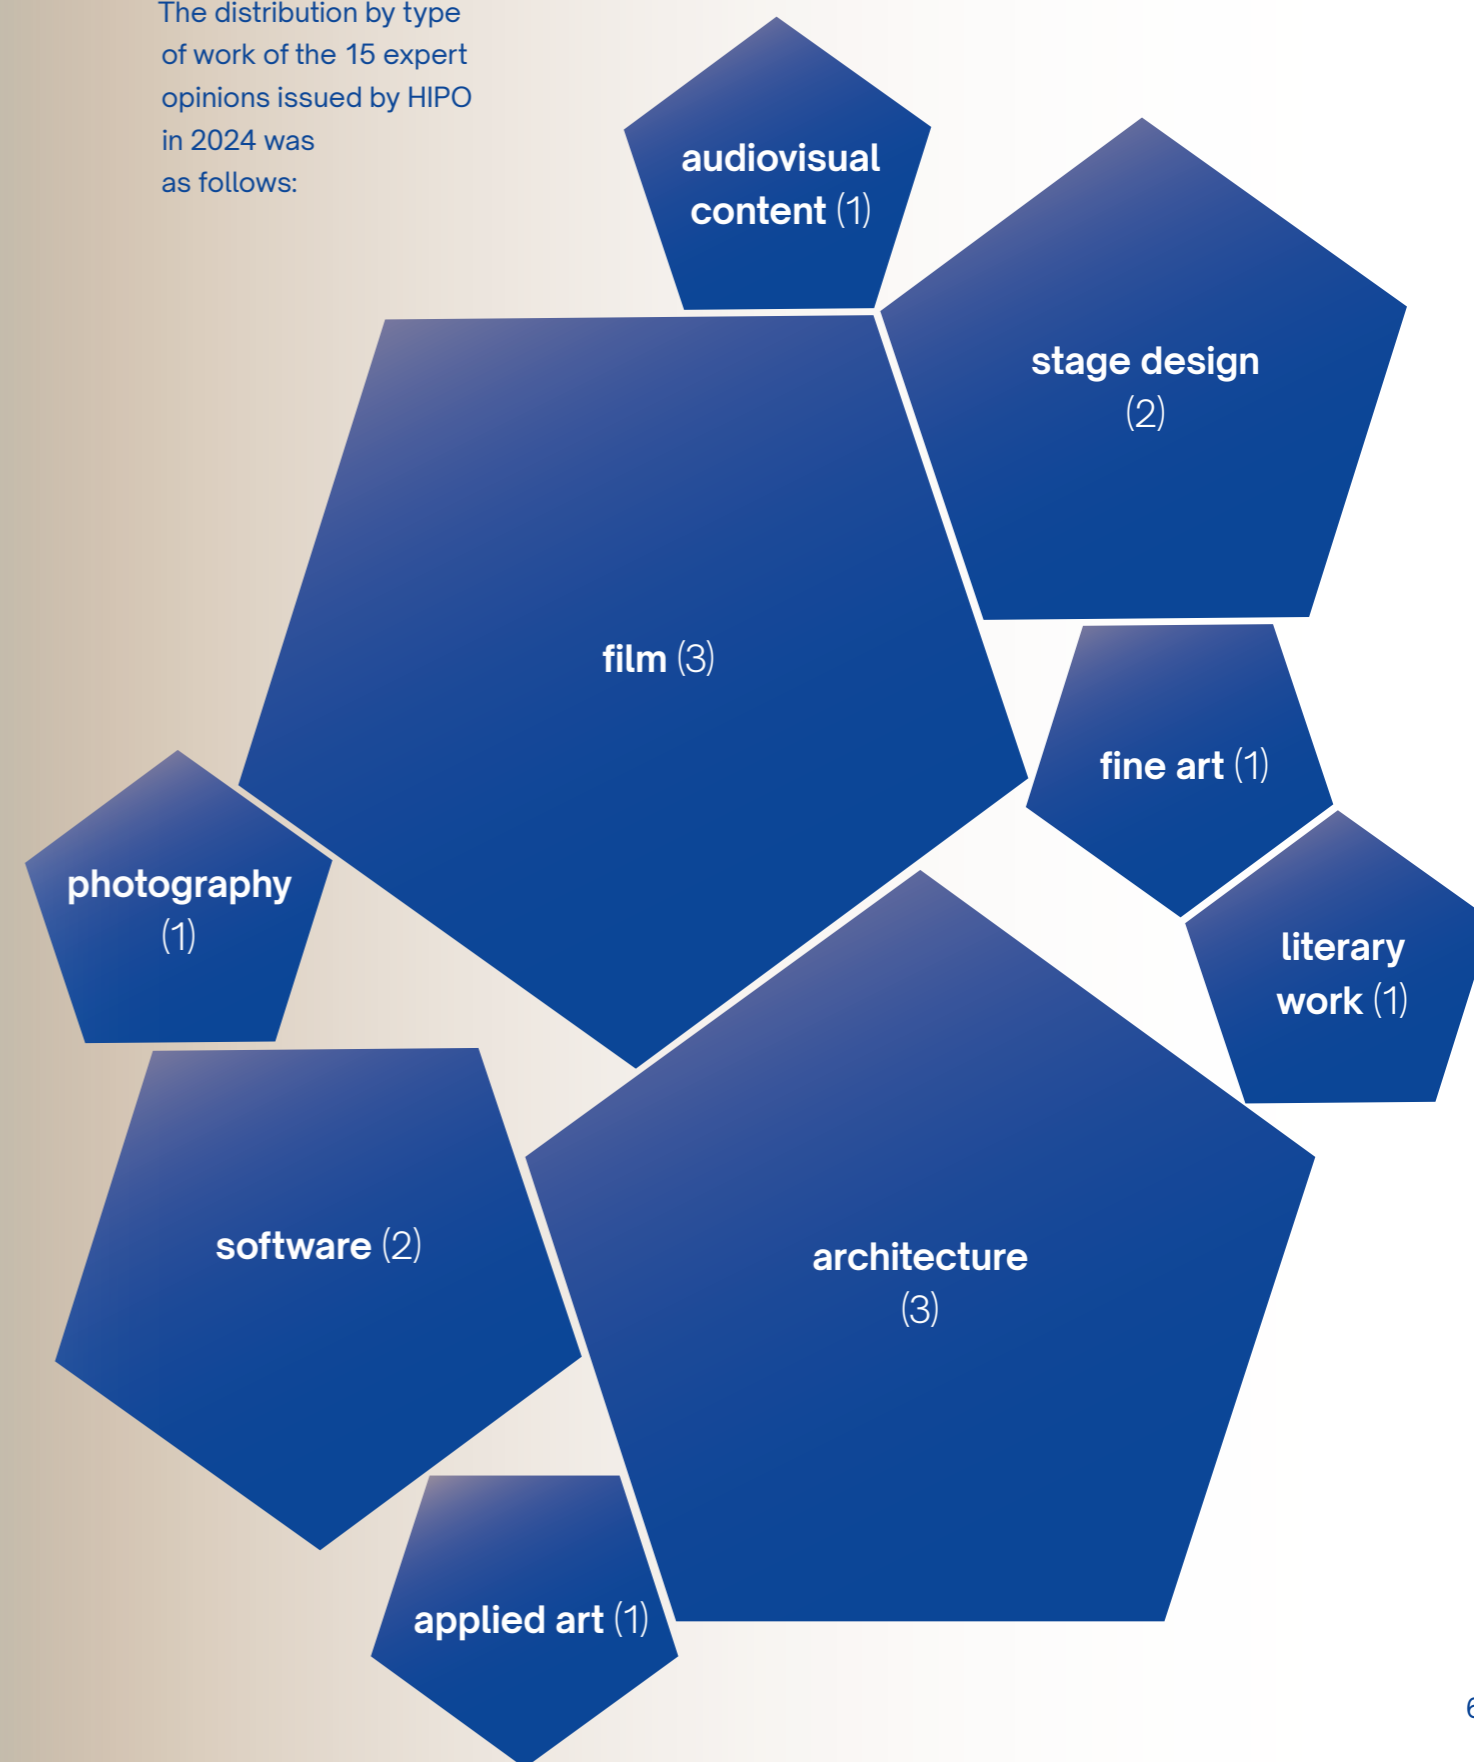 The distribution by type
of work of the 15 expert
opinions issued by HIPO
in 2024 was
as follows:
audiovisual
content (1)
stage design
(2)
film (3)
fine art (1)
photography
(1)
literary
work (1)
software (2)
architecture
(3)
applied art (1)